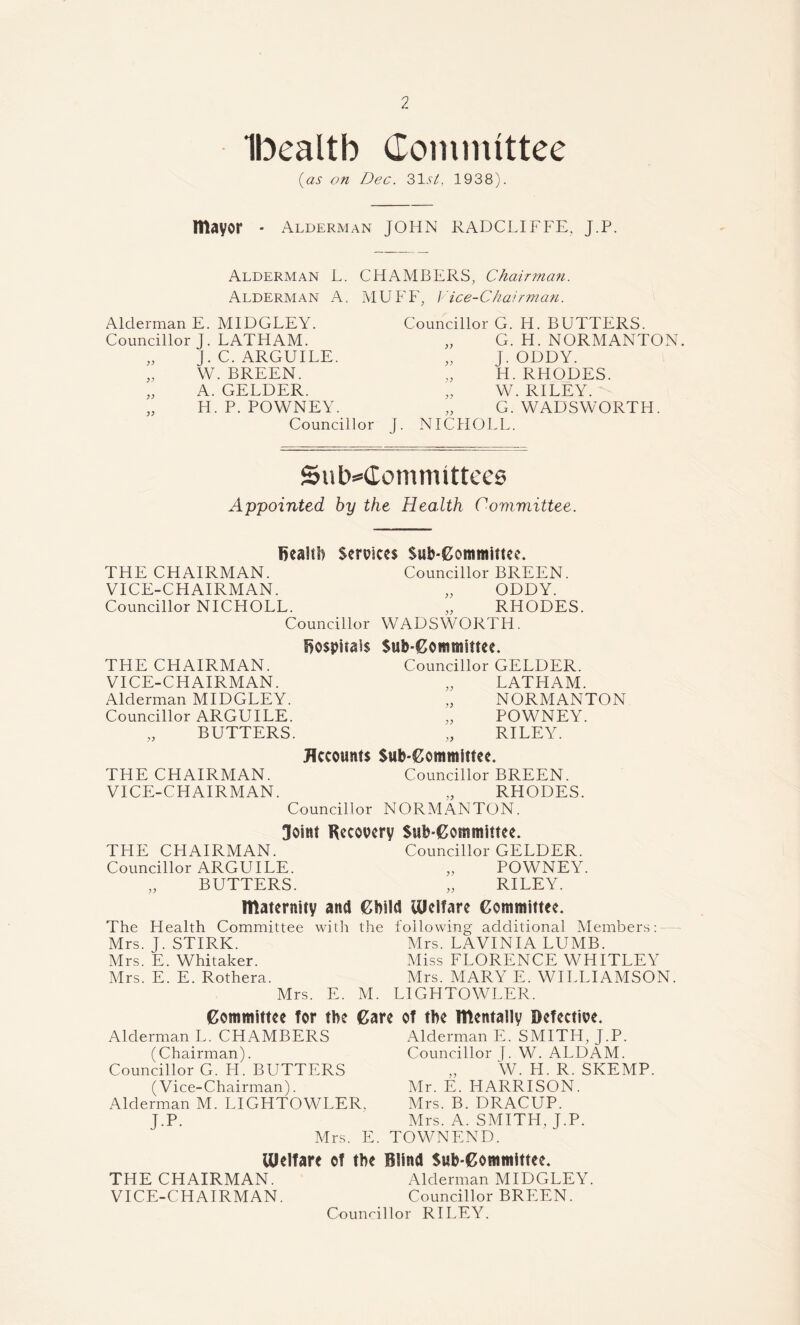 2
Health Committee
(as on Dec. 31st, 1938).
Mayor - Alderman JOHN RADCLIFFE, J.P.
Alderman L. CHAMBERS, Chairman.
Alderman A. MUFF, Vice-Chairman.
Alderman E. MIDGLEY. Councillor G. H. BUTTERS.
Councillor J. LATHAM. „ G. H. NORMANTON.
„ J. C. ARGUILE. „ J. ODDY.
„ W. BREEN. „ H. RHODES.
„ A. GELDER. „ W. RILEY.
„ H. P. POWNEY. „ G. WADSWORTH.
Councillor J. NICHOLL.
Sub-Committees
Appointed by the Health Committee.
Health Services Sub-Committee.
THE CHAIRMAN. Councillor BREEN.
VICE-CHAIRMAN. „ ODDY.
Councillor NICHOLL. „ RHODES.
Councillor WADSWORTH.
Hospitals Sub-Committee.
THE CHAIRMAN. Councillor GELDER.
VICE-CHAIRMAN. „ LATHAM.
Alderman MIDGLEY. „ NORMANTON
Councillor ARGUILE. „ POWNEY.
„ BUTTERS. „ RILEY.
Accounts Sub-Committee.
THE CHAIRMAN. Councillor BREEN.
VICE-CHAIRMAN. „ RHODES.
Councillor NORMANTON.
Joint Recovery Sub-Committee.
THE CHAIRMAN. Councillor GELDER.
Councillor ARGUILE. „ POWNEY.
„ BUTTERS. „ RILEY.
Maternity and Child Welfare Committee.
The Health Committee with the following additional Members:—
Mrs. J. STIRK. Mrs. LAVINIA LUMB.
Mrs. E. Whitaker. Miss FLORENCE WHITLEY
Mrs. E. E. Rothera. Mrs. MARY E. WILLIAMSON.
Mrs. E. M. LIGHTOWLER.
Committee for the Care of the Mentally Defective.
Alderman L. CHAMBERS Alderman E. SMITH, J.P.
(Chairman). Councillor J. W. ALDAM.
Councillor G. H. BUTTERS „ W. H. R. SKEMP.
(Vice-Chairman). Mr. E. HARRISON.
Alderman M. LIGHTOWLER, Mrs. B. DRACUP.
J.P. Mrs. A. SMITH, J.P.
Mrs. E. TOWNEND.
Welfare of the Blind Sub-Committee.
THE CHAIRMAN. Alderman MIDGLEY.
VICE-CHAIRMAN. Councillor BREEN.
Councillor RILEY.